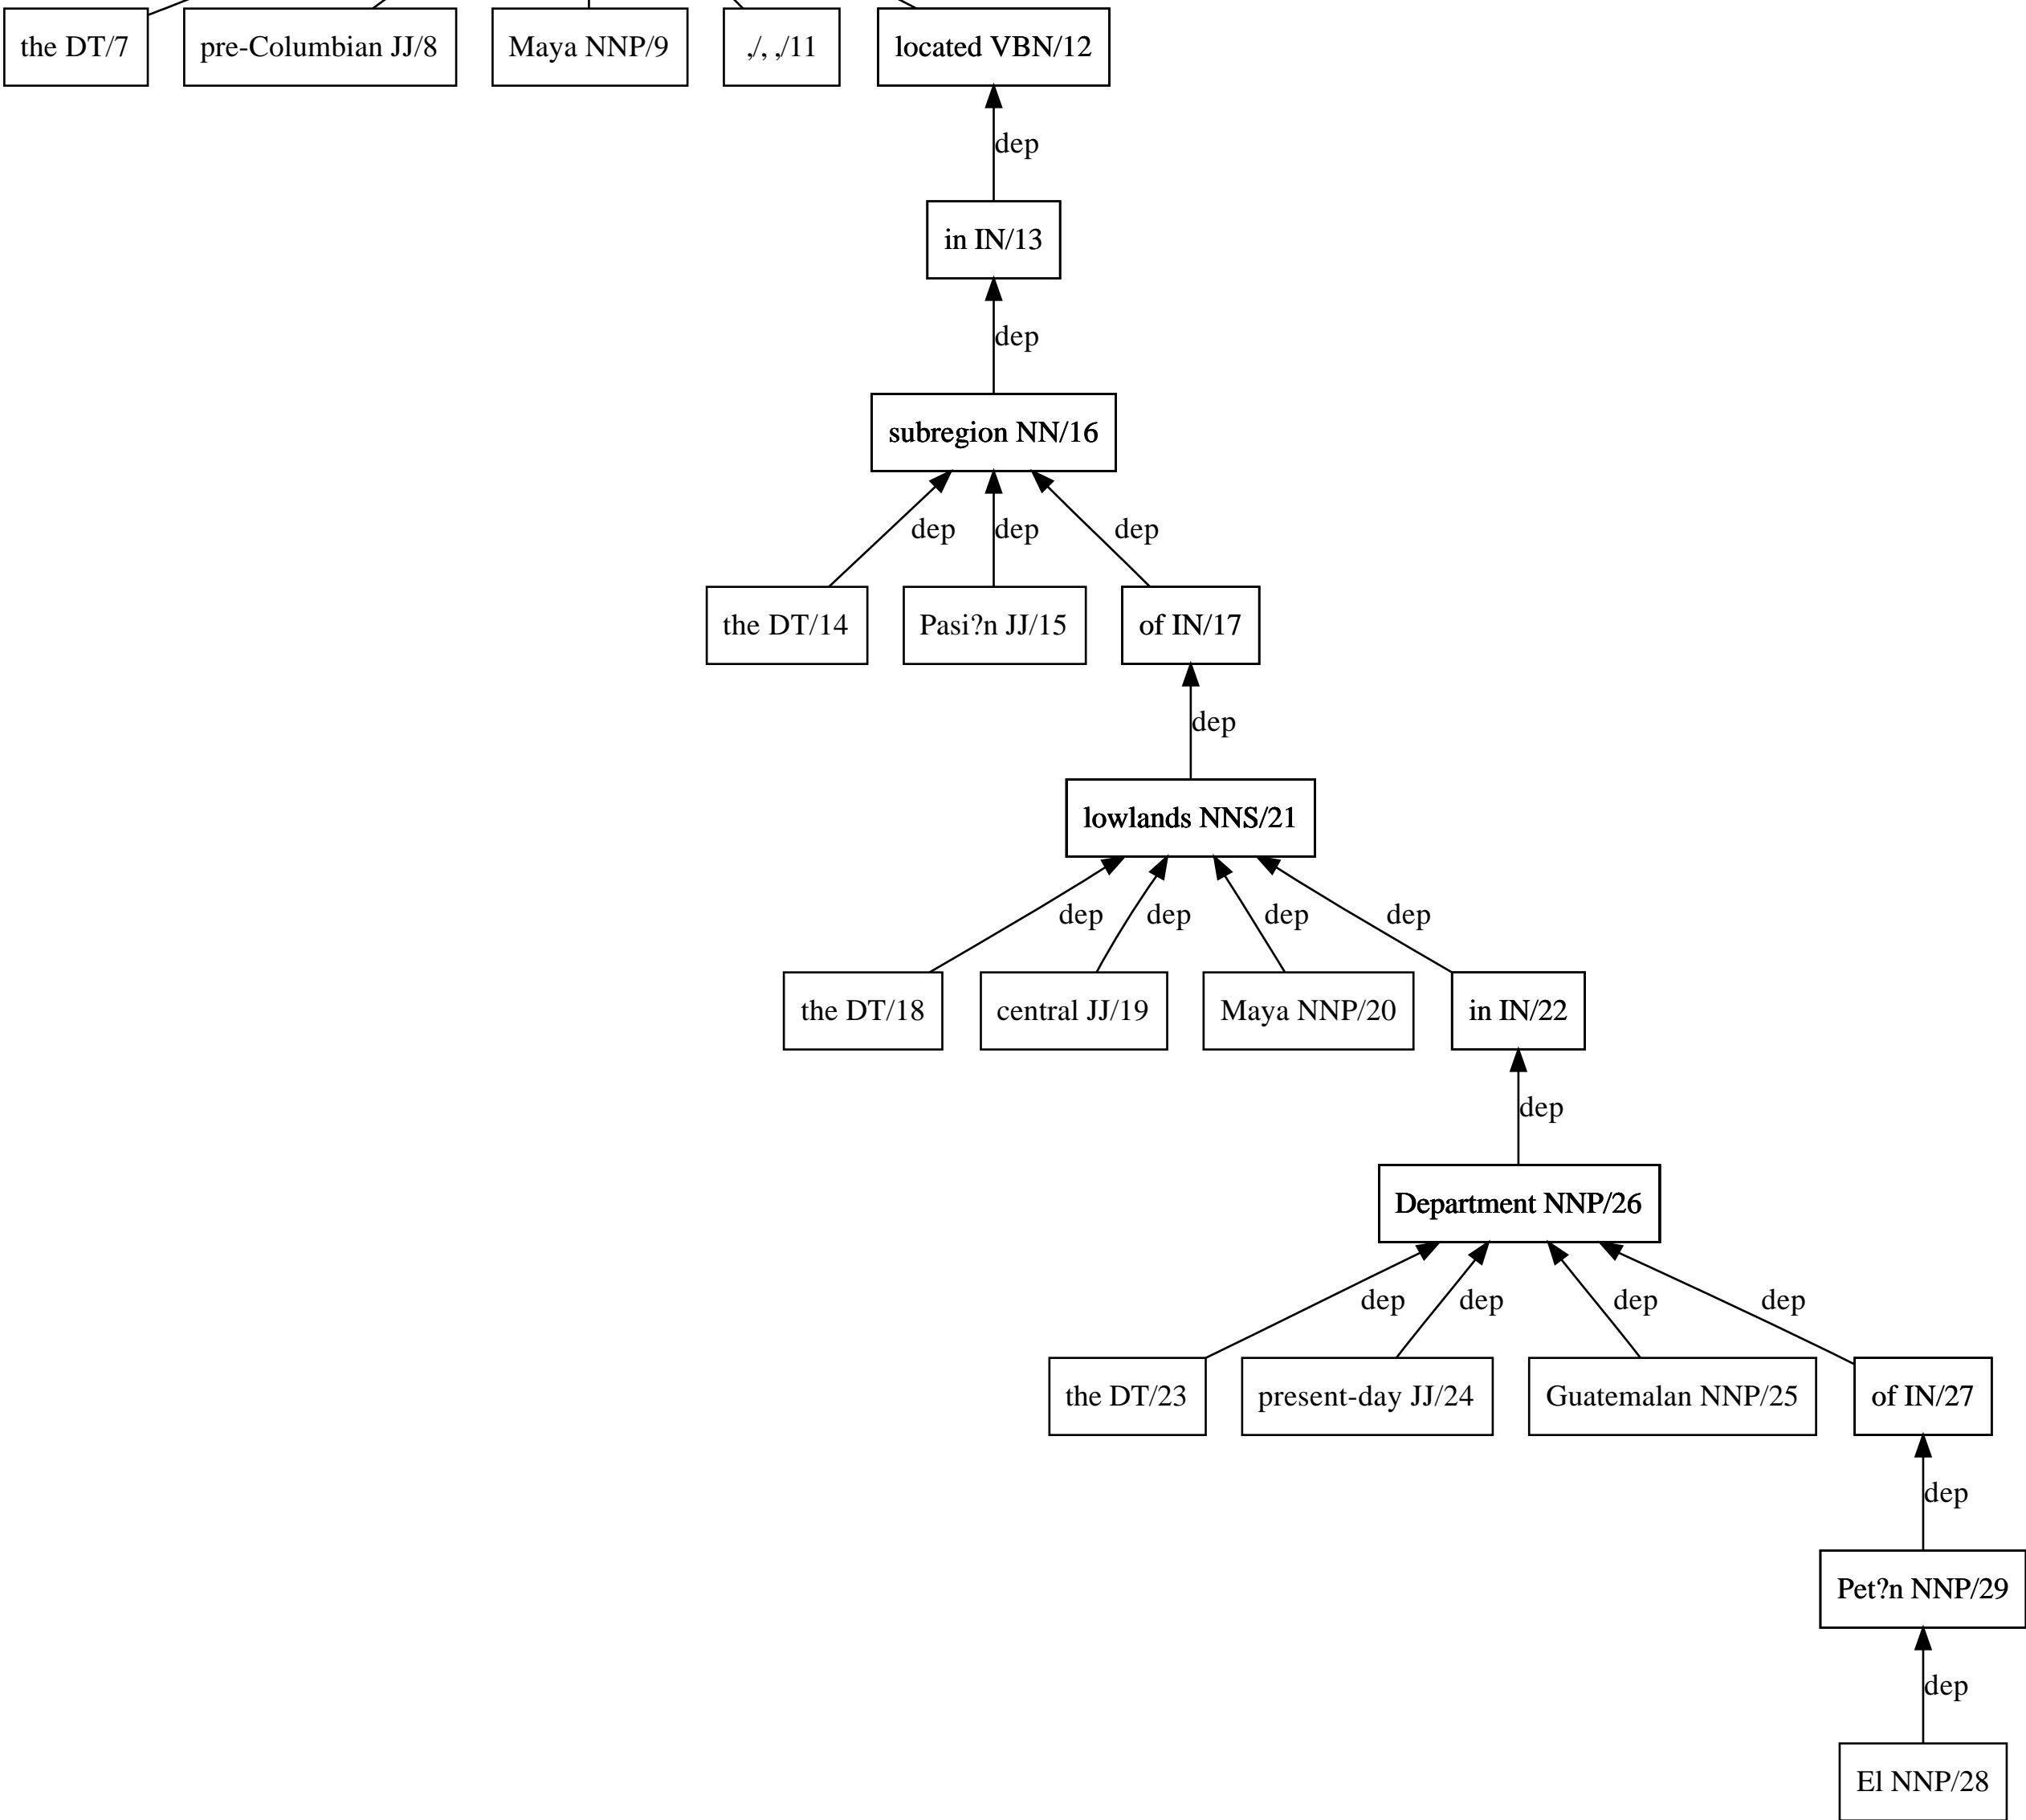 the DT/7 pre-Columbian JJ/8 Maya NNP/9 ,/, ,/11 located VBN/12
dep
in IN/13
dep
subregion NN/16
dep dep dep
the DT/14 Pasi?n JJ/15 of IN/17
dep
lowlands NNS/21
dep dep dep dep
the DT/18 central JJ/19 Maya NNP/20 in IN/22
dep
Department NNP/26
dep dep dep dep
the DT/23 present-day JJ/24 Guatemalan NNP/25 of IN/27
dep
Pet?n NNP/29
dep
El NNP/28